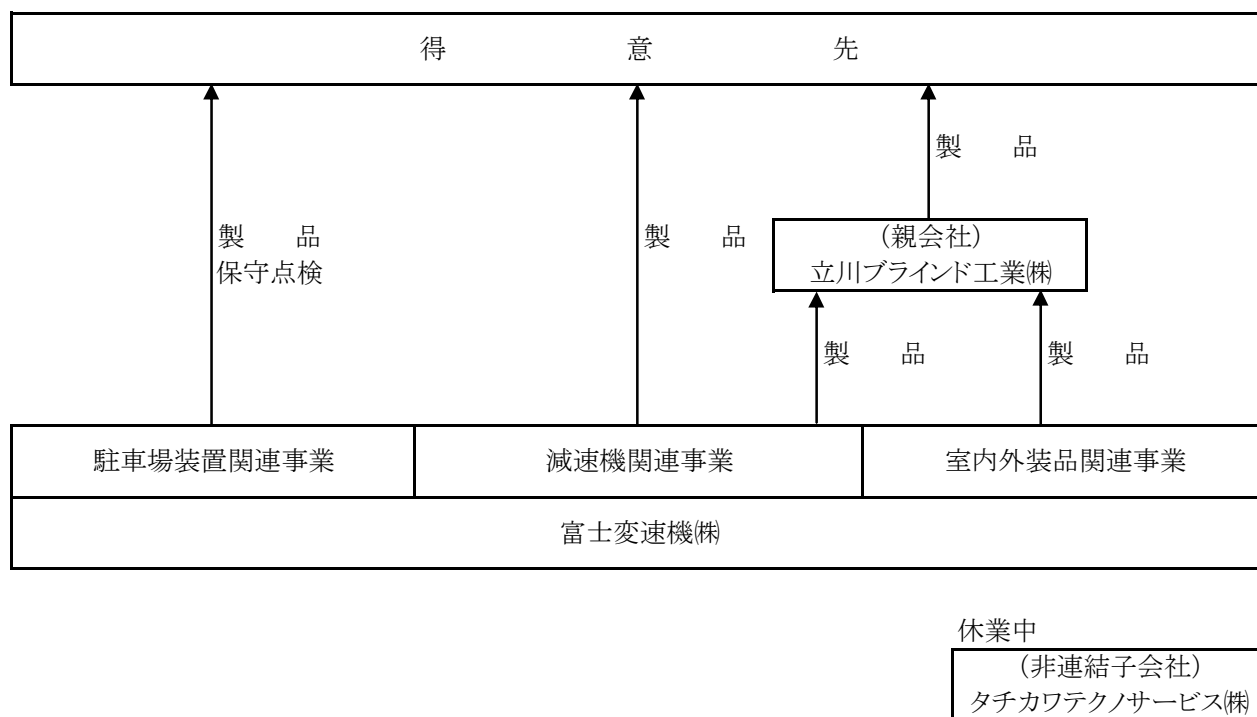 得意先
製品
(親会社)
立川ブラインド工業㈱
製品
保守点検
製品
製品
製品
駐車場装置関連事業
減速機関連事業
室内外装品関連事業
富士変速機㈱
休業中
(非連結子会社)
タチカワテクノサービス㈱